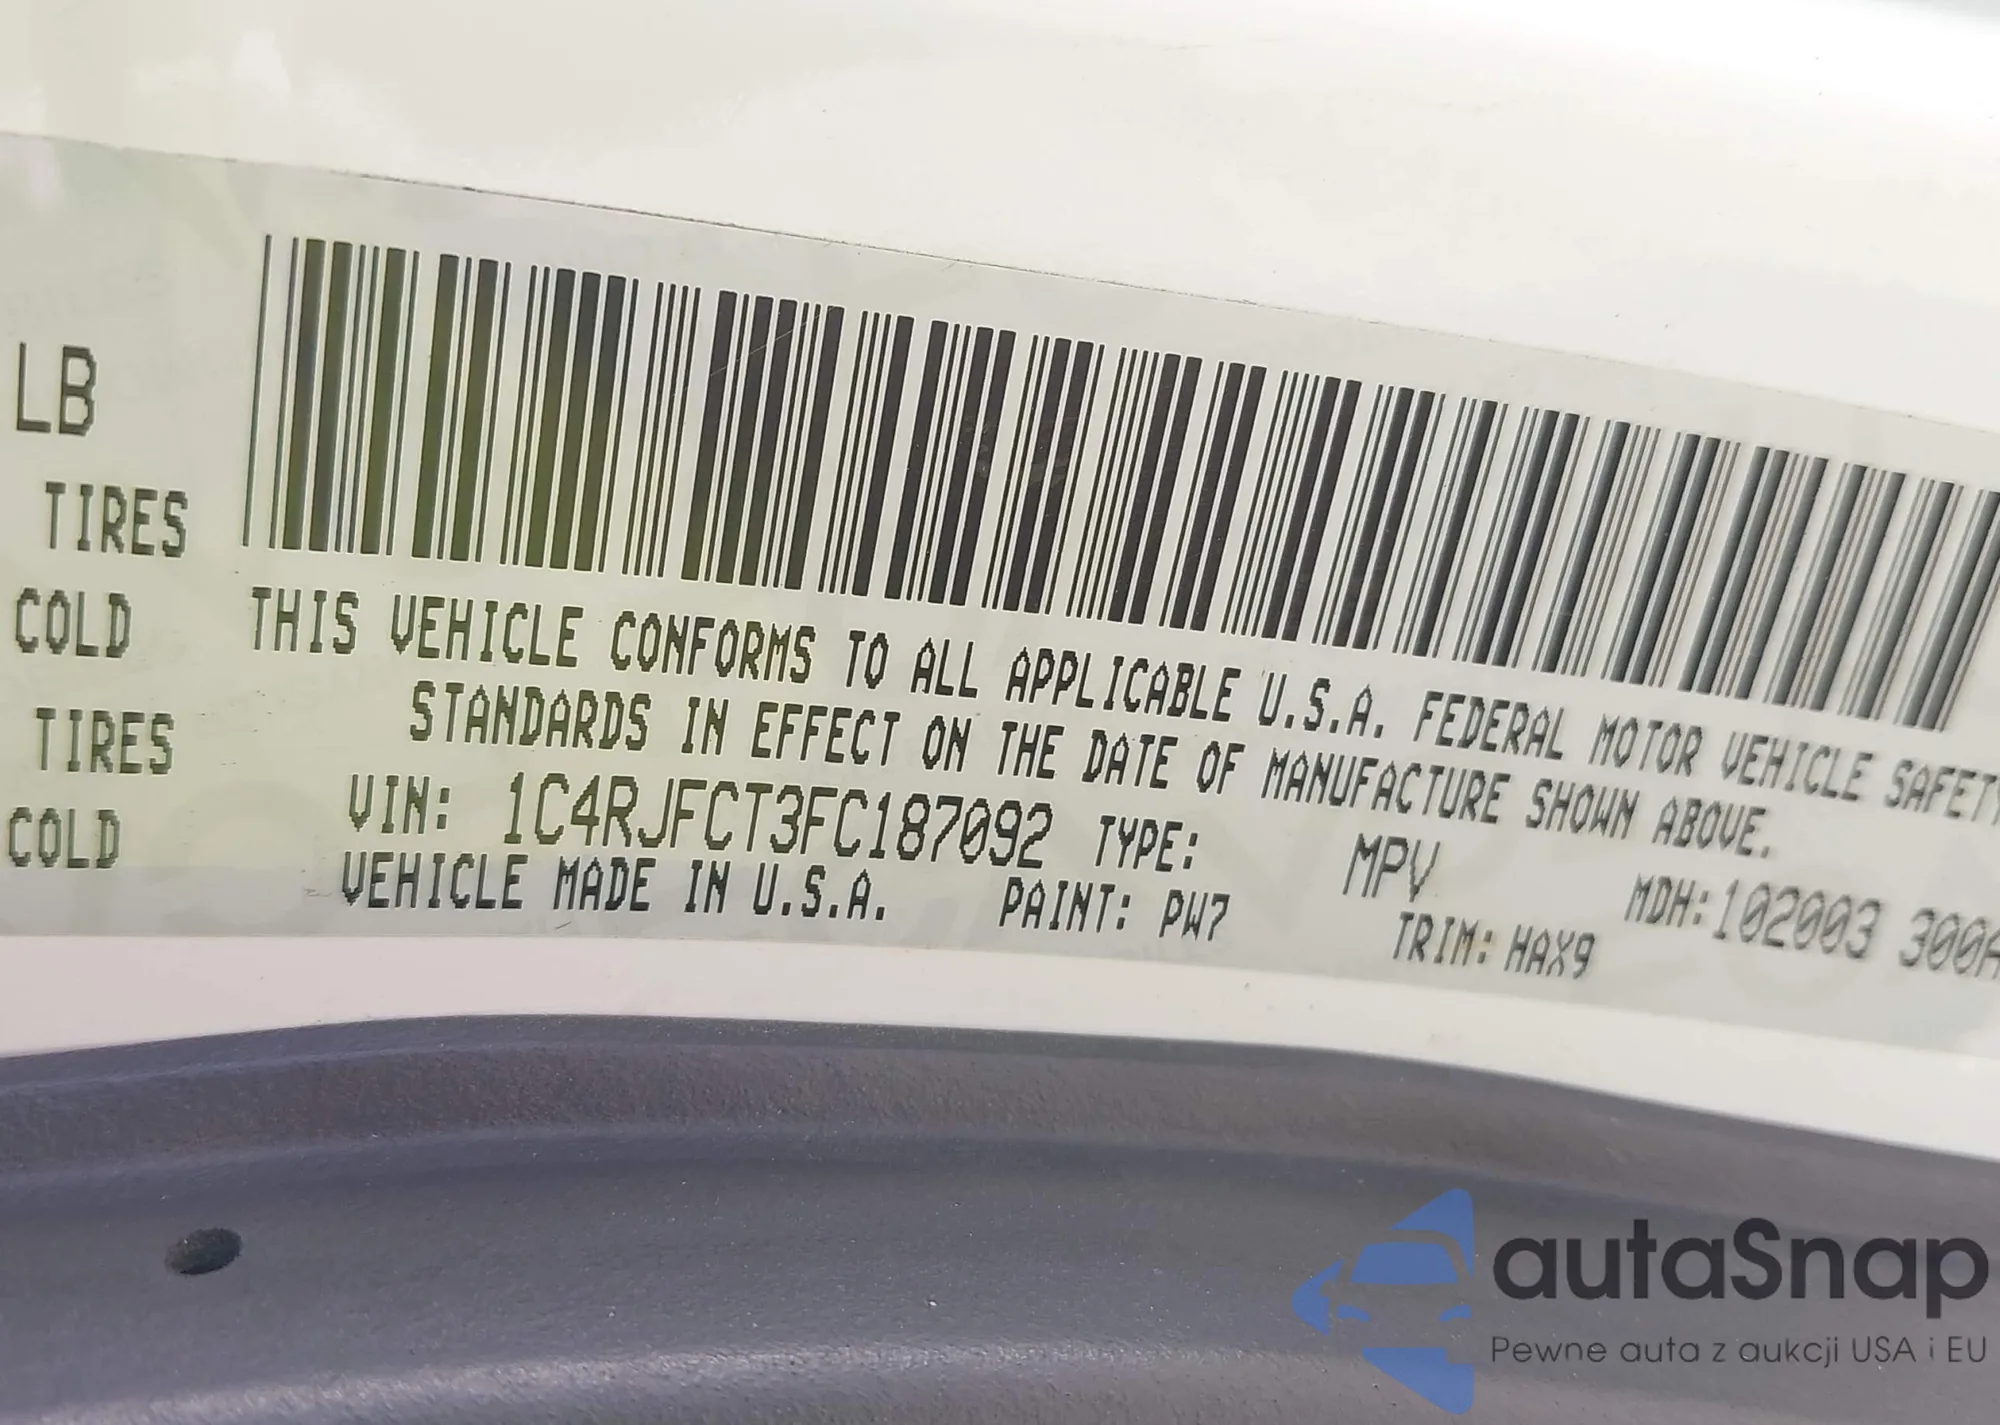 LB
TIRES
COLD
TIRES
COLD
THIS VEHICLE CONFORMS TO ALL APPLICABLE U.S.A. FEDERAL MOTOR VEHICLE SAFETY
STANDARDS IN EFFECT ON THE DATE OF MANUFACTURE SHOWN ABOVE.
VIN: 1C4RJFCT3FC187092 TYPE: MPV MDH:102003 300A
VEHICLE MADE IN U.S.A. PAINT: PW7 TRIM: HAX9
autaSnap
Pewne auta z aukcji USA i EU